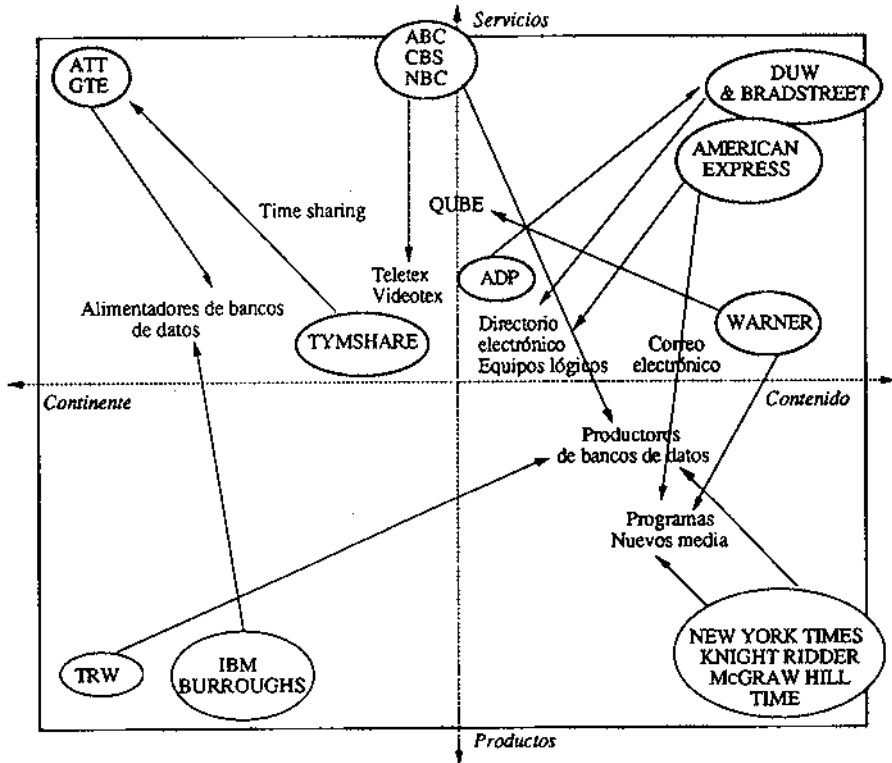 Servicios
ABC
CBS
NBC
ATT
GTE
DUW
& BRADSTREET
AMERICAN
EXPRESS
Time sharing
QUBE
ADP
Teletex
Videotex
Alimentadores de bancos
de datos
TYMSHARE
Directorio
electrónico
Equipos lógicos
Correo
electrónico
WARNER
Continente
Contenido
Productores
de bancos de datos
Programas
Nuevos media
TRW
IBM
BURROUGHS
NEW YORK TIMES
KNIGHT RIDDER
McGRAW HILL
TIME
Productos